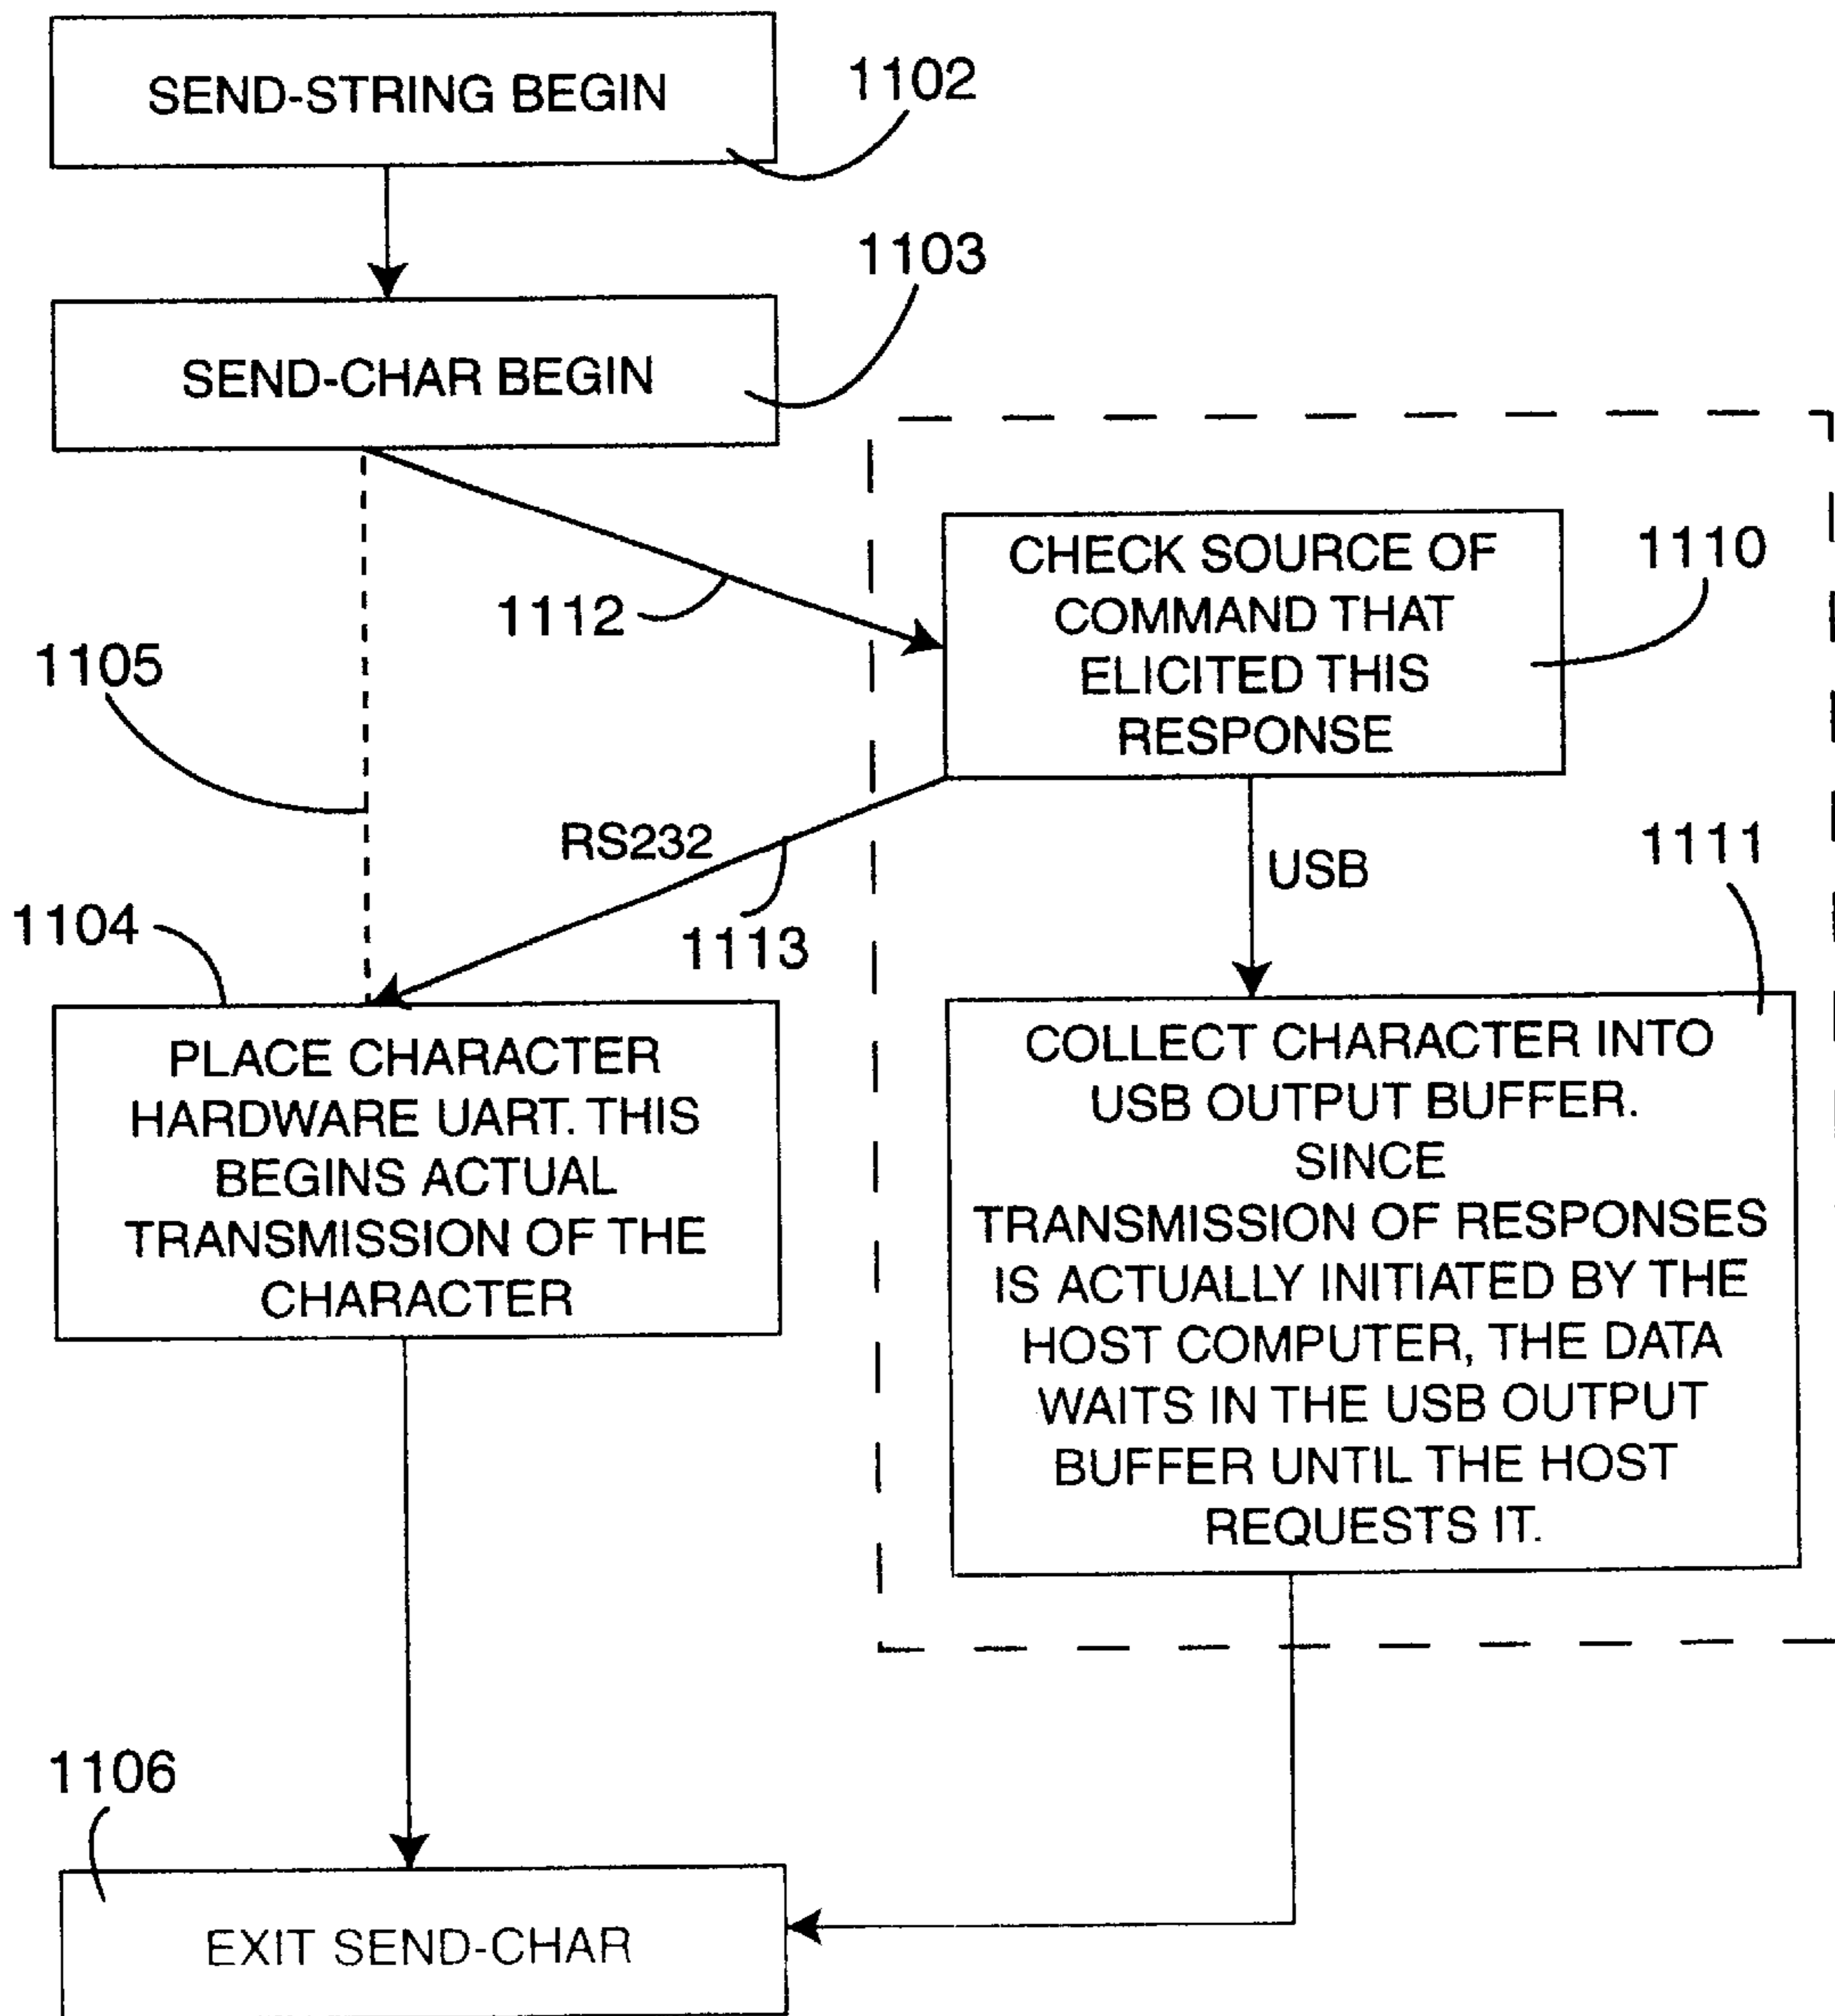 SEND-STRING BEGIN
1102
SEND-CHAR BEGIN
1103
CHECK SOURCE OF
COMMAND THAT
ELICITED THIS
RESPONSE
1110
1112
1105
RS232
1113
USB
1111
1104
PLACE CHARACTER
HARDWARE UART. THIS
BEGINS ACTUAL
TRANSMISSION OF THE
CHARACTER
COLLECT CHARACTER INTO
USB OUTPUT BUFFER.
SINCE
TRANSMISSION OF RESPONSES
IS ACTUALLY INITIATED BY THE
HOST COMPUTER, THE DATA
WAITS IN THE USB OUTPUT
BUFFER UNTIL THE HOST
REQUESTS IT.
1106
EXIT SEND-CHAR